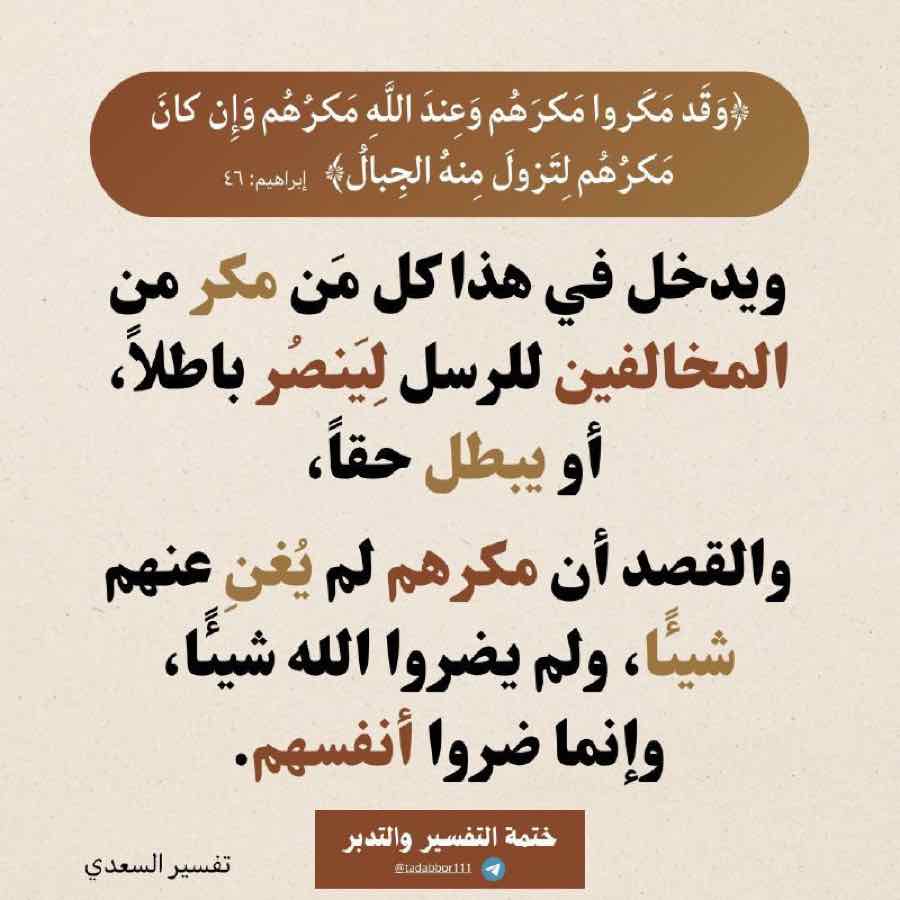 ﴿وَقَد مَكَروا مَكرَهُم وَعِندَ اللَّهِ مَكرُهُم وَإِن كانَ
مَكرُهُم لِتَزولَ مِنهُ الجِبالُ﴾ إبراهيم: ٤٦
ويدخل في هذا كل مَن مكر من
المخالفين للرسل لِيَنصُر باطلاً،
أو يبطل حقاً،
والقصد أن مكرهم لم يُغنِ عنهم
شيئًا، ولم يضروا الله شيئًا،
وإنما ضروا أنفسهم.
ختمة التفسير والتدبر
@tadabbor111
تفسير السعدي